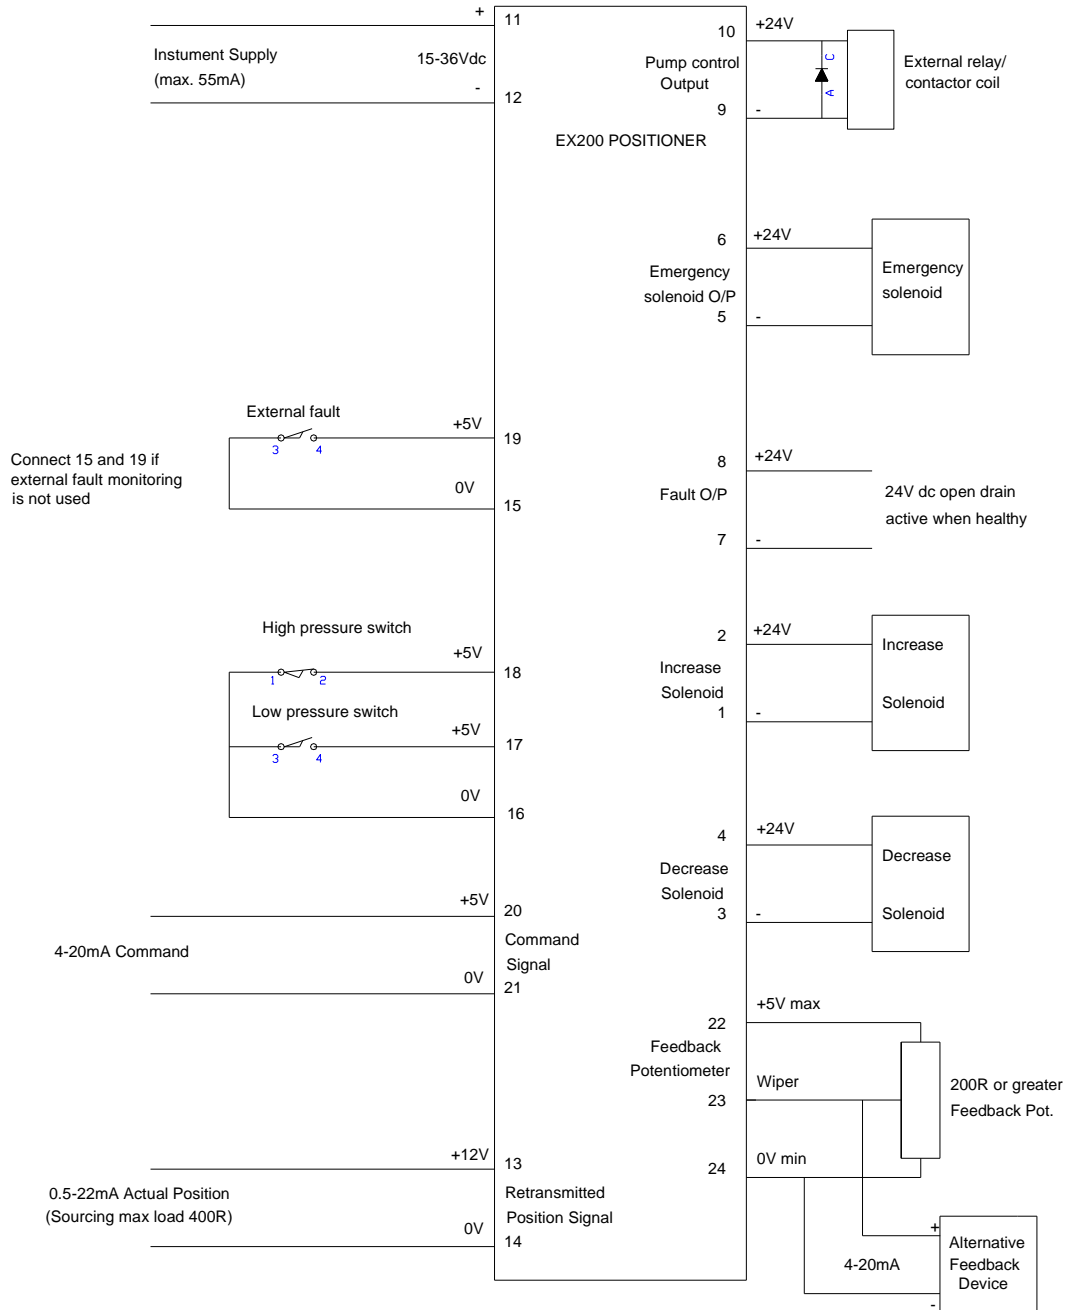 +
11
Instument Supply
15-36Vdc
(max. 55mA)
-
12
10
+24V
Pump control
Output
C
A
External relay/
contactor coil
9
-
EX200 POSITIONER
6
+24V
Emergency
solenoid O/P
Emergency
solenoid
5
-
External fault
+5V
19
3
4
Connect 15 and 19 if
external fault monitoring
is not used
0V
15
8
+24V
Fault O/P
24V dc open drain
active when healthy
7
-
High pressure switch
+5V
18
1
2
Low pressure switch
+5V
17
3
4
0V
16
2
+24V
Increase
Solenoid
Increase
Solenoid
1
-
4
+24V
Decrease
Solenoid
Decrease
Solenoid
3
-
+5V
20
4-20mA Command
Command
Signal
0V
21
22
+5V max
Feedback
Potentiometer
Wiper
23
200R or greater
Feedback Pot.
24
0V min
+12V
13
0.5-22mA Actual Position
(Sourcing max load 400R)
Retransmitted
Position Signal
0V
14
+
4-20mA
Alternative
Feedback
Device
-